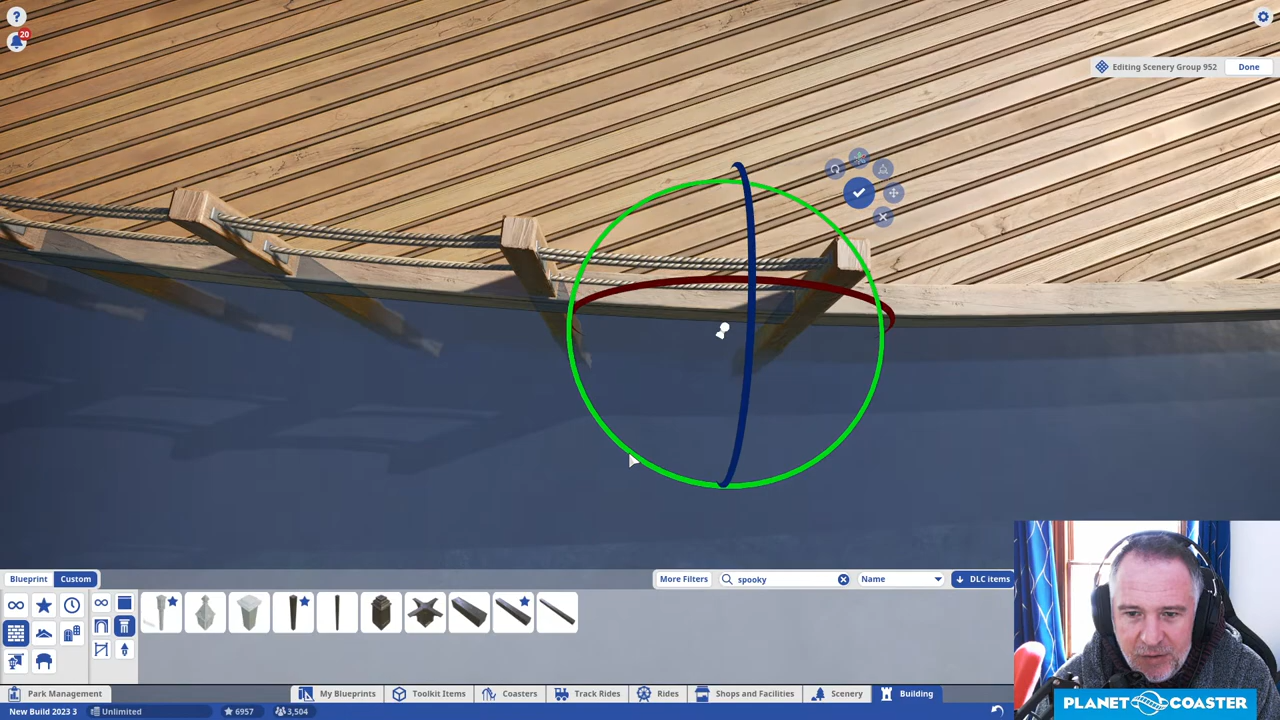 ?
20
Editing Scenery Group 952
Done
Blueprint
Custom
More Filters
spooky
Name
DLC items
Park Management
My Blueprints
Toolkit Items
Coasters
Track Rides
Rides
Shops and Facilities
Scenery
Building
New Build 2023 3
Unlimited
6957
3,504
PLANET COASTER